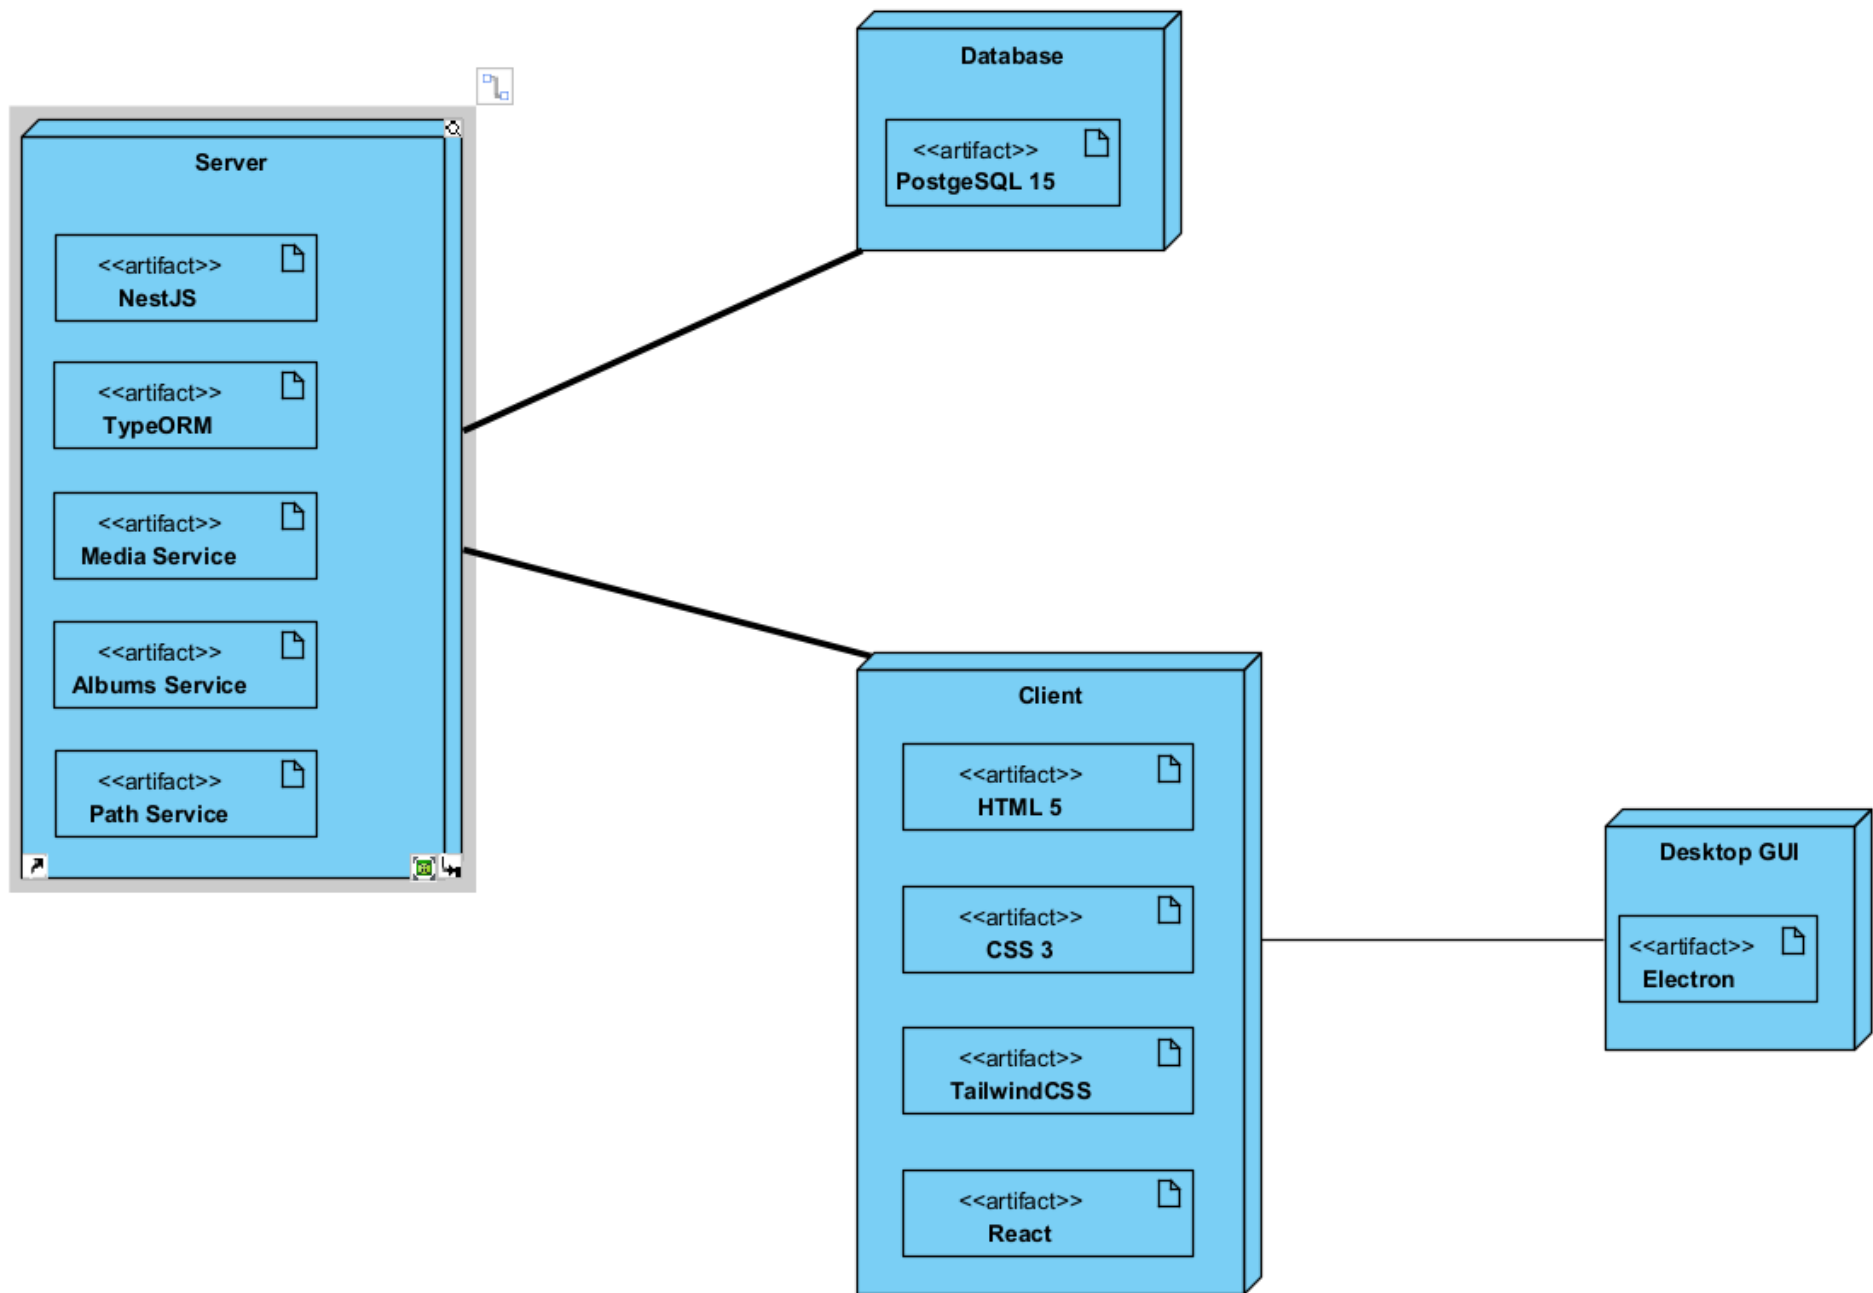 Database
<<artifact>>
PostgeSQL 15
Server
<<artifact>>
NestJS
<<artifact>>
TypeORM
<<artifact>>
Media Service
<<artifact>>
Albums Service
<<artifact>>
Path Service
Client
<<artifact>>
HTML 5
<<artifact>>
CSS 3
<<artifact>>
TailwindCSS
<<artifact>>
React
Desktop GUI
<<artifact>>
Electron